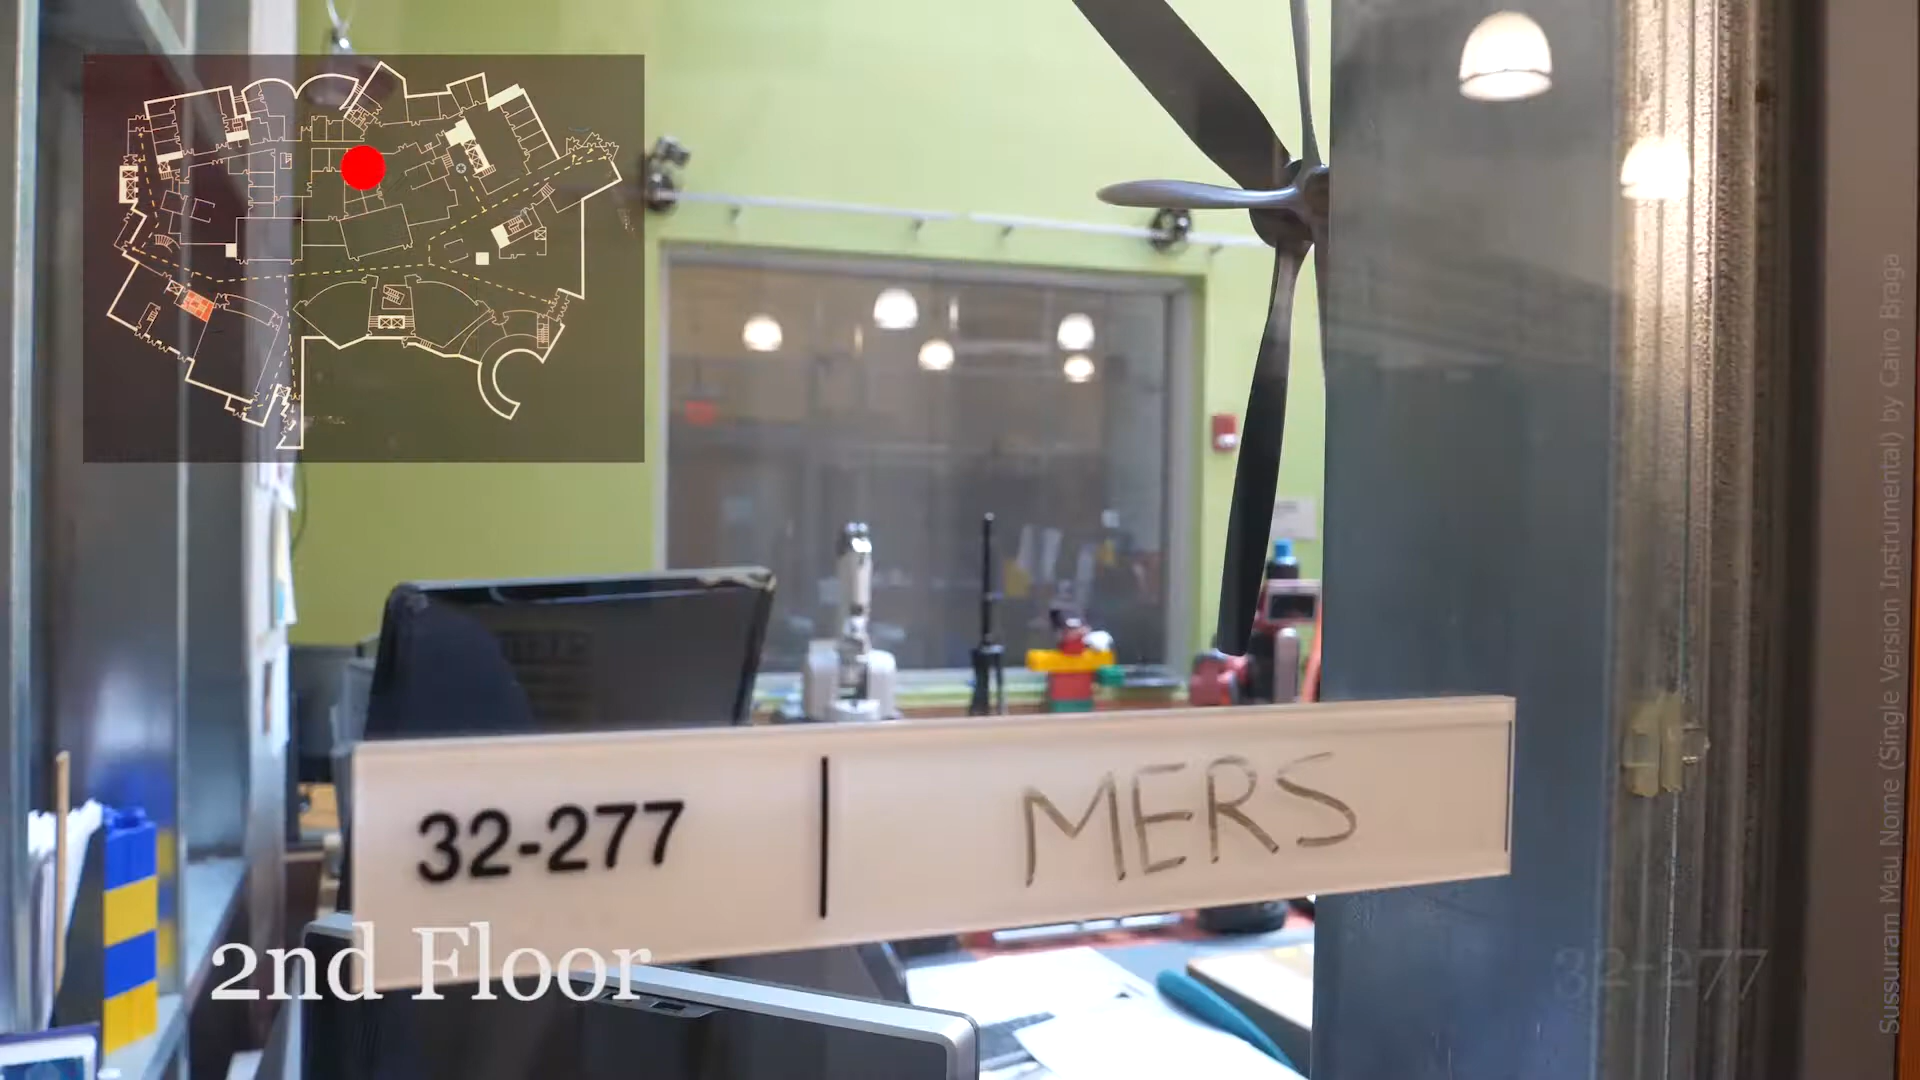 32-277 | MERS
2nd Floor
32-277
Sussurram Meu Nome (Single Version Instrumental) by Cairo Braga